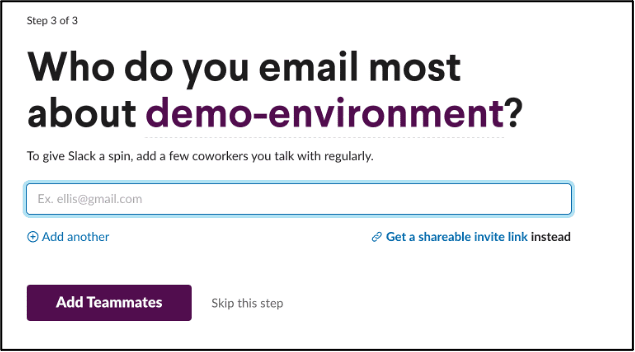 Step 3 of 3
Who do you email most
about demo-environment?
To give Slack a spin, add a few coworkers you talk with regularly.
Ex. ellis@gmail.com
Add another
Get a shareable invite link instead
Add Teammates
Skip this step